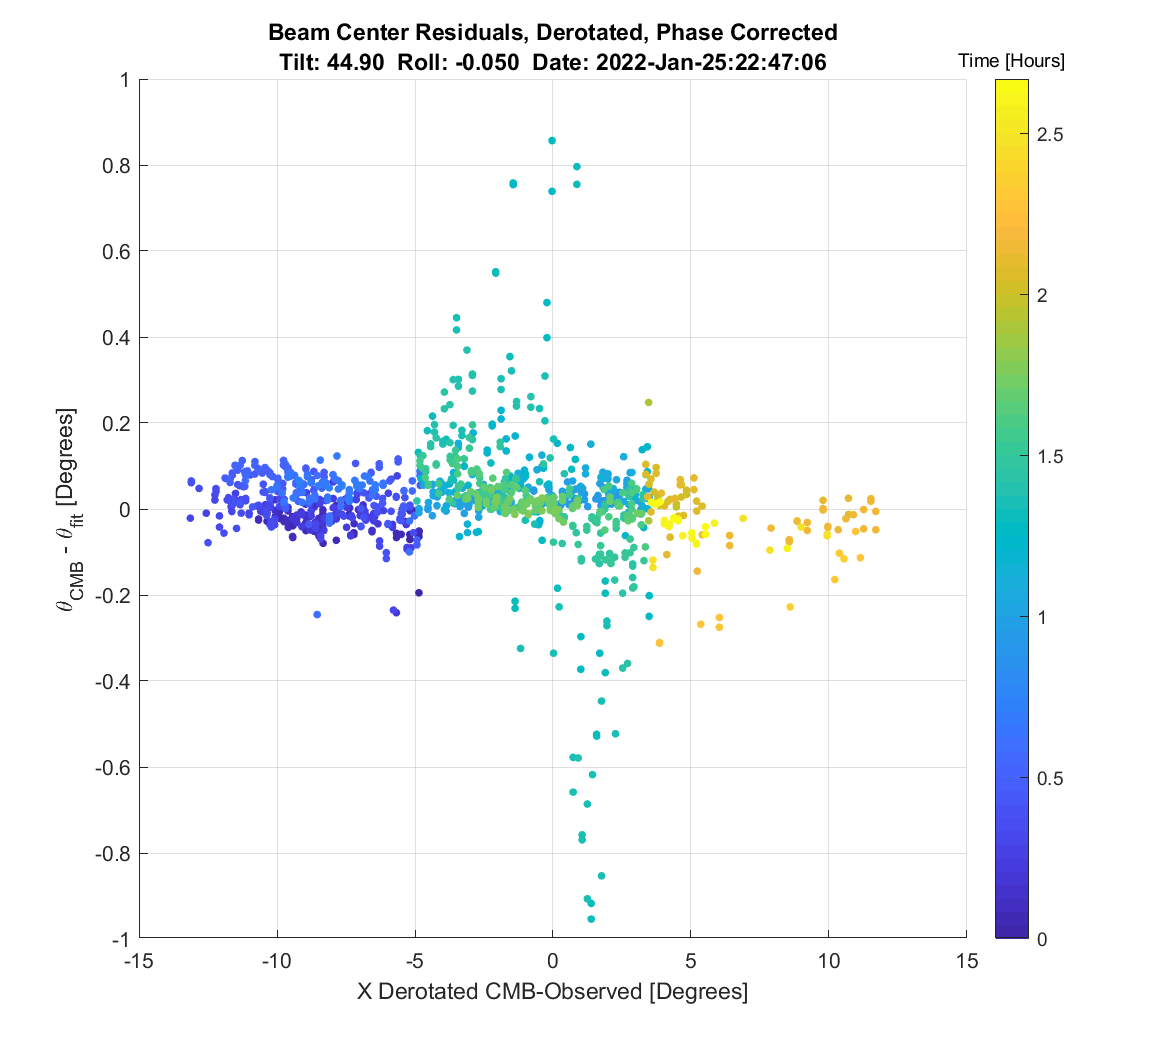 Beam Center Residuals, Derotated, Phase Corrected
Tilt: 44.90  Roll: -0.050  Date: 2022-Jan-25:22:47:06
Time [Hours]
1
0.8
0.6
0.4
0.2
0
-0.2
-0.4
-0.6
-0.8
-1
θCMB - θfit [Degrees]
-15 -10 -5 0 5 10 15
X Derotated CMB-Observed [Degrees]
2.5
2
1.5
1
0.5
0